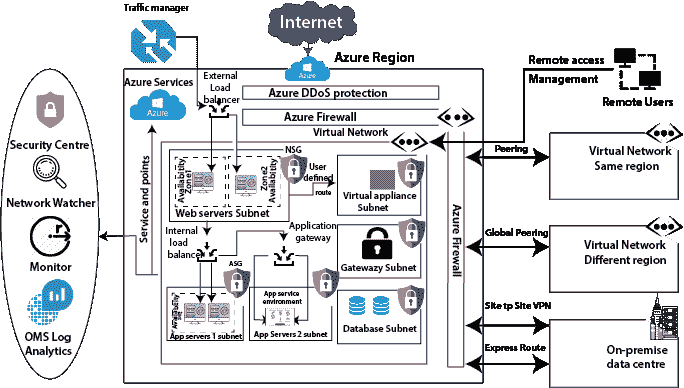 Traffic manager
Internet
Azure
Azure Region
Remote access
Management
Remote Users
Azure Services
Azure
External
Load
balancer
Azure DDoS protection
Azure Firewall
Virtual Network
Security Centre
Network Watcher
Monitor
OMS Log
Analytics
Service and points
NSG
Availability
Zone1
Zone2
Availability
Web servers Subnet
User
defined
route
Virtual appliance
Subnet
Internal
load
balancer
Application
gateway
Gatewazy Subnet
ASG
Availability
App servers 1 subnet
App service
environment
App Servers 2 subnet
Database Subnet
Azure Firewall
Peering
Virtual Network
Same region
Global Peering
Virtual Network
Different region
Site tp Site VPN
Express Route
On-premise
data centre